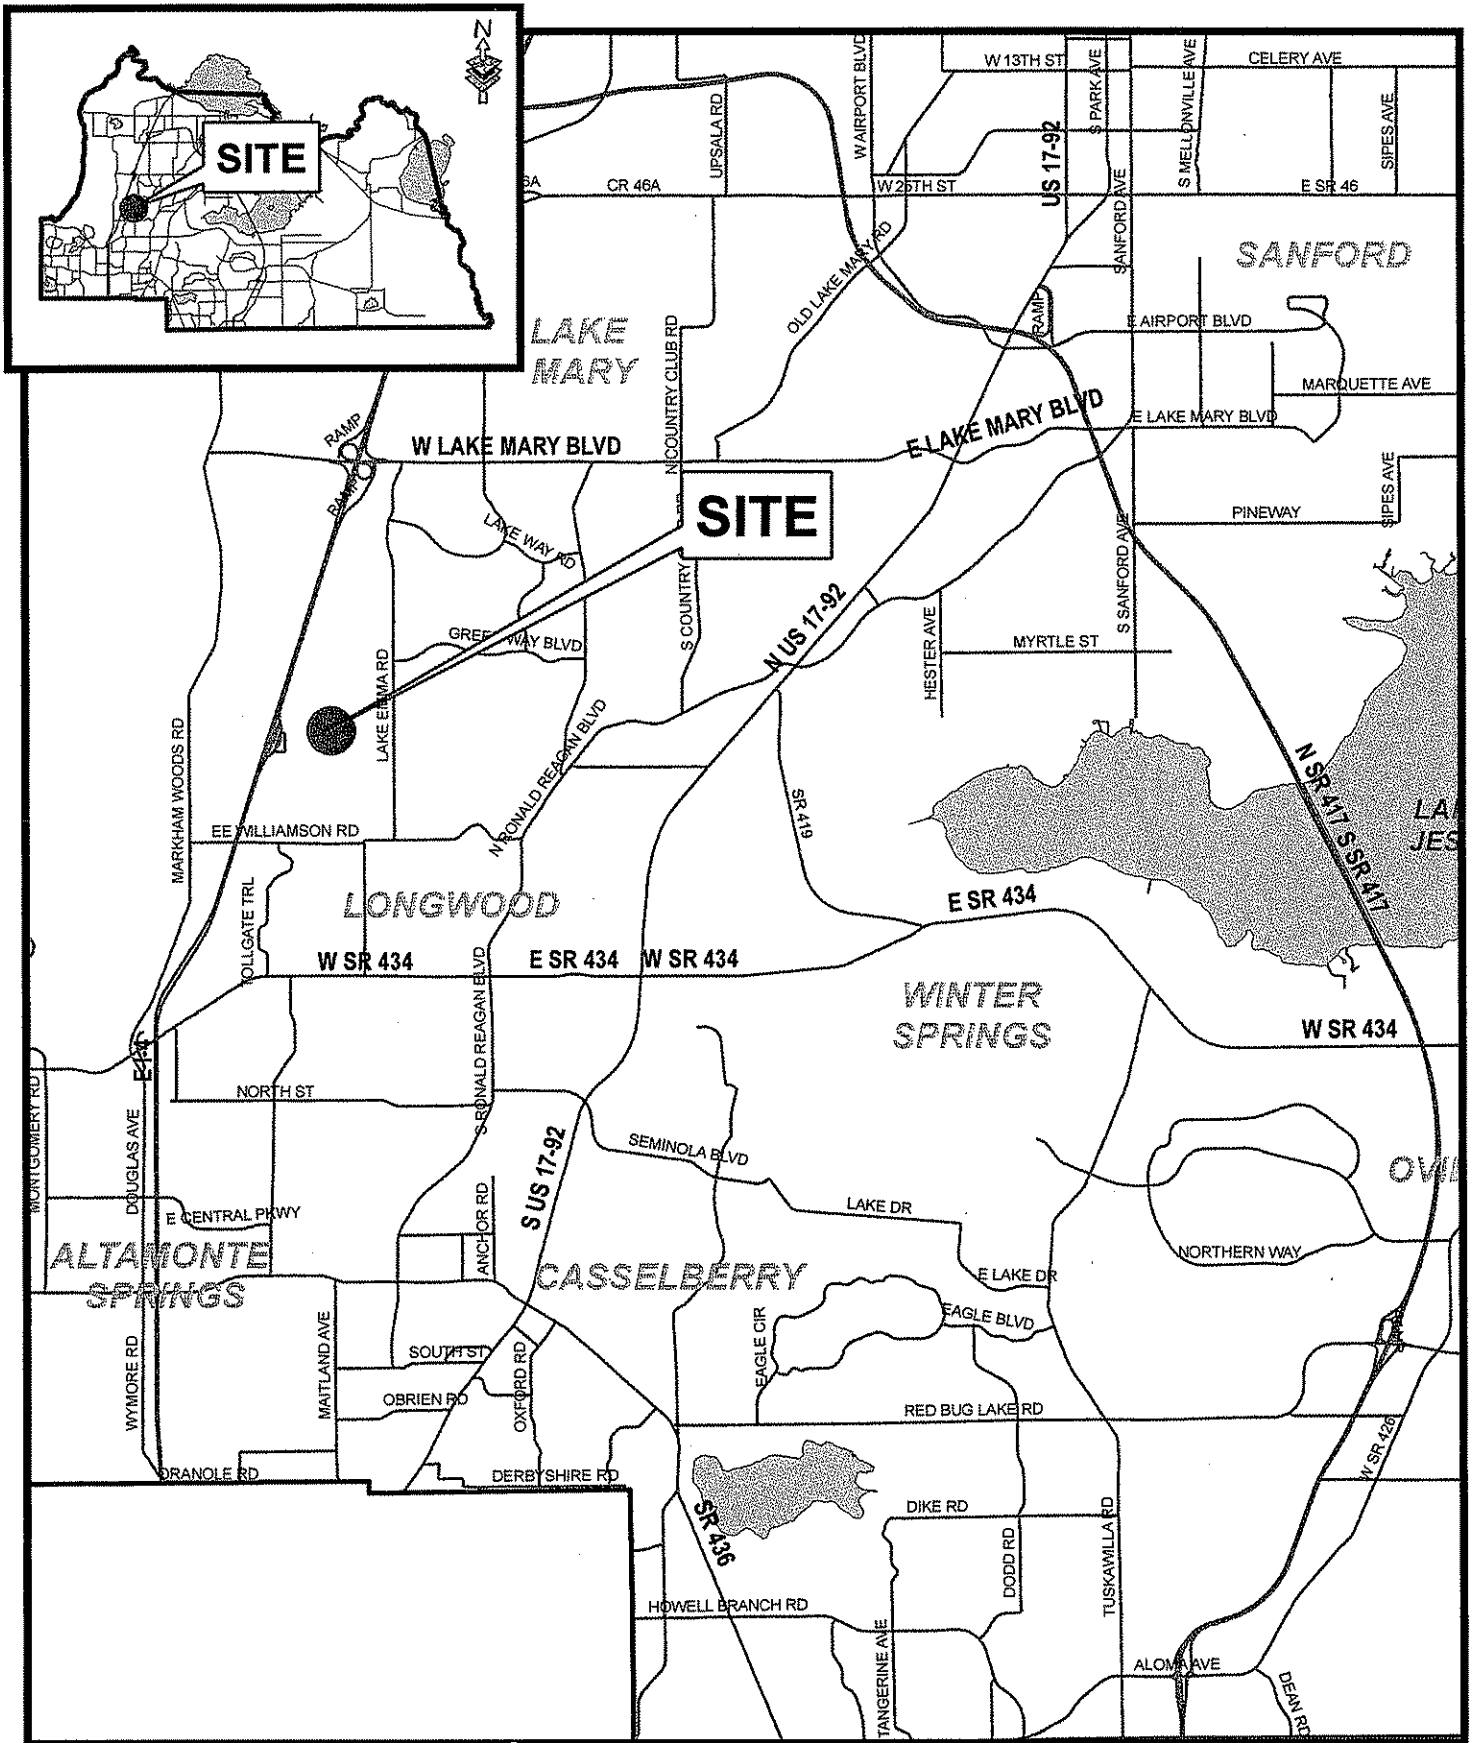 N
SITE
W 13TH ST
CELERY AVE
W AIRPORT BLVD
S PARK AVE
S MELLONVILLE AVE
UPSALA RD
US 17-92
SIPES AVE
CR 46A
W 25TH ST
E SR 46
SANFORD AVE
SANFORD
OLD LAKE MARY RD
RAMP
E AIRPORT BLVD
LAKE
MARY
N COUNTRY CLUB RD
MARQUETTE AVE
E LAKE MARY BLVD
E LAKE MARY BLVD
RAMP
W LAKE MARY BLVD
RAMP
SITE
SIPES AVE
PINEWAY
LAKE WAY RD
S SANFORD AVE
S COUNTRY
N US 17-92
GREENWAY BLVD
HESTER AVE
MYRTLE ST
LAKE EMMA RD
MARKHAM WOODS RD
N RONALD REAGAN BLVD
SR 419
N SR 417 S SR 417
LA
JES
EE WILLIAMSON RD
TOLLGATE TRL
LONGWOOD
E SR 434
W SR 434
E SR 434
W SR 434
S RONALD REAGAN BLVD
WINTER
SPRINGS
W SR 434
E I-4
MONTGOMERY RD
NORTH ST
DOUGLAS AVE
S US 17-92
SEMINOLA BLVD
OVI
E CENTRAL PKWY
ANCHOR RD
LAKE DR
NORTHERN WAY
ALTAMONTE
SPRINGS
CASSELBERRY
E LAKE DR
EAGLE BLVD
EAGLE CIR
WYMORE RD
MAITLAND AVE
SOUTH ST
OXFORD RD
OBRIEN RD
RED BUG LAKE RD
W SR 426
ORANOLE RD
DERBYSHIRE RD
SR 436
DIKE RD
DODD RD
TUSKAWILLA RD
HOWELL BRANCH RD
TANGERINE AVE
ALOMA AVE
DEAN RD